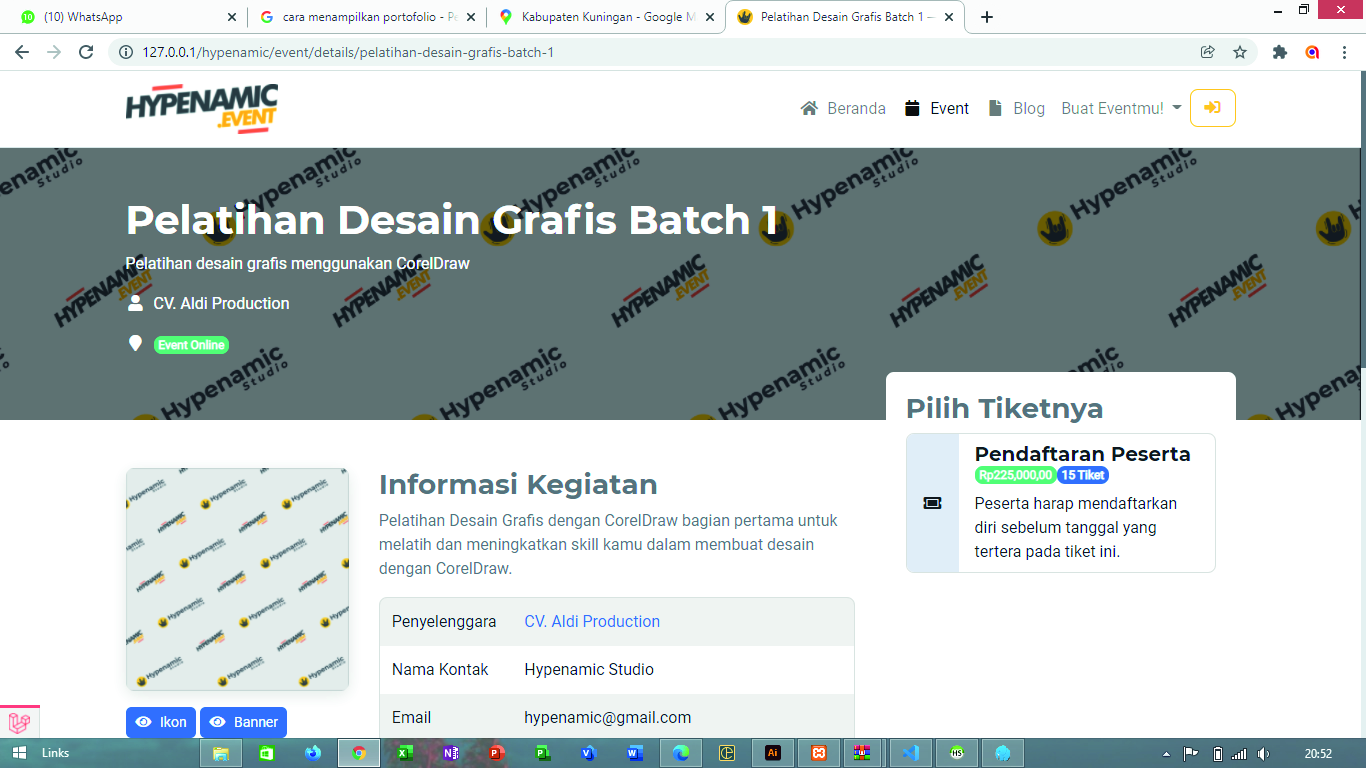 (10) WhatsApp
cara menampilkan portofolio - Pe
Kabupaten Kuningan - Google M
Pelatihan Desain Grafis Batch 1 –
127.0.0.1/hypenamic/event/details/pelatihan-desain-grafis-batch-1
HYPENAMIC
.EVENT
Beranda
Event
Blog
Buat Eventmu!
Pelatihan Desain Grafis Batch 1
Pelatihan desain grafis menggunakan CorelDraw
CV. Aldi Production
Event Online
Hypenamic
Studio
HYPENAMIC
.EVENT
Pilih Tiketnya
Pendaftaran Peserta
Rp225,000,00 15 Tiket
Peserta harap mendaftarkan
diri sebelum tanggal yang
tertera pada tiket ini.
Informasi Kegiatan
Pelatihan Desain Grafis dengan CorelDraw bagian pertama untuk
melatih dan meningkatkan skill kamu dalam membuat desain
dengan CorelDraw.
Penyelenggara CV. Aldi Production
Nama Kontak Hypenamic Studio
Email hypenamic@gmail.com
Ikon
Banner
Links
20:52